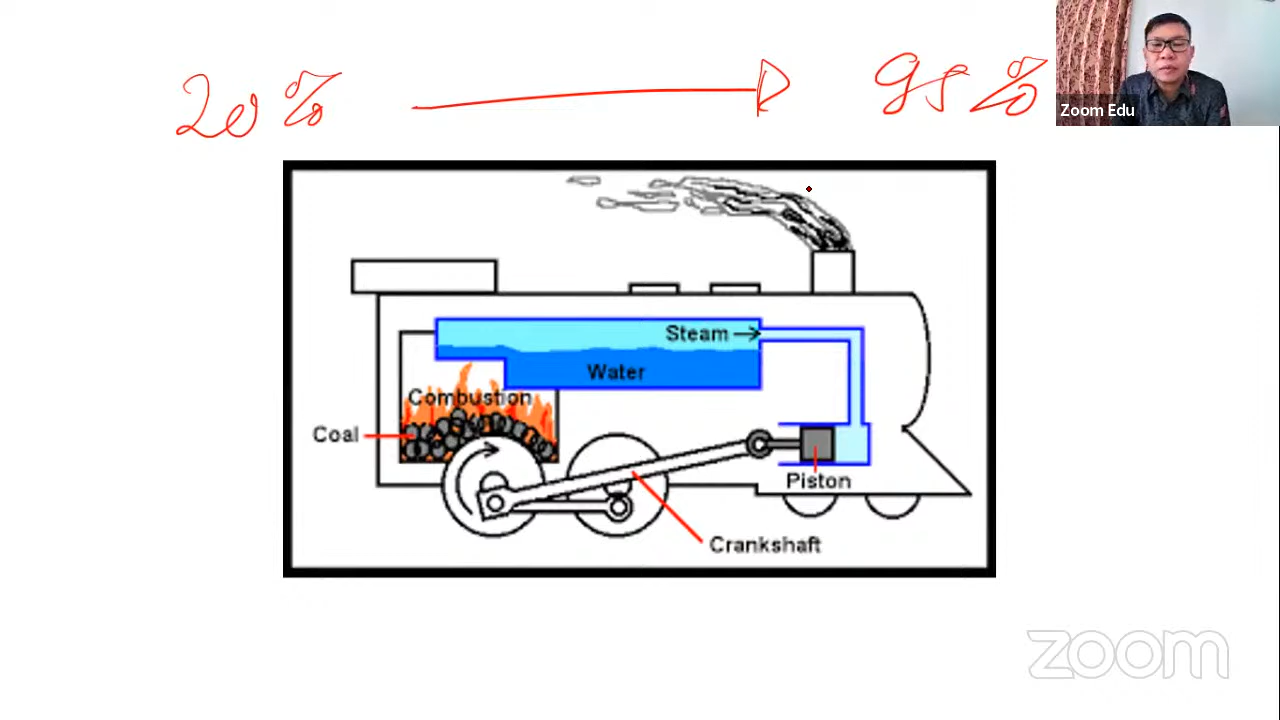 20 % → 95 %
Zoom Edu
Steam →
Water
Combustion
Coal
Piston
Crankshaft
zoom